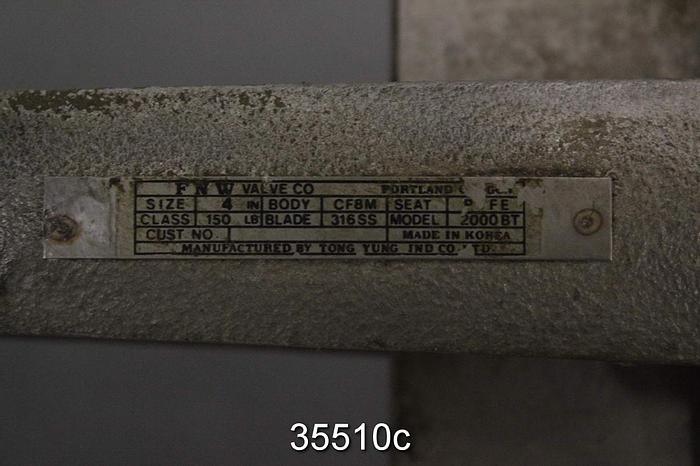 FNW VALVE CO PORTLAND
SIZE 4 IN BODY CF8M SEAT
CLASS 150 LB BLADE 316SS MODEL 2000BT
CUST NO. MADE IN KOREA
MANUFACTURED BY TONG YUNG IND CO
35510c